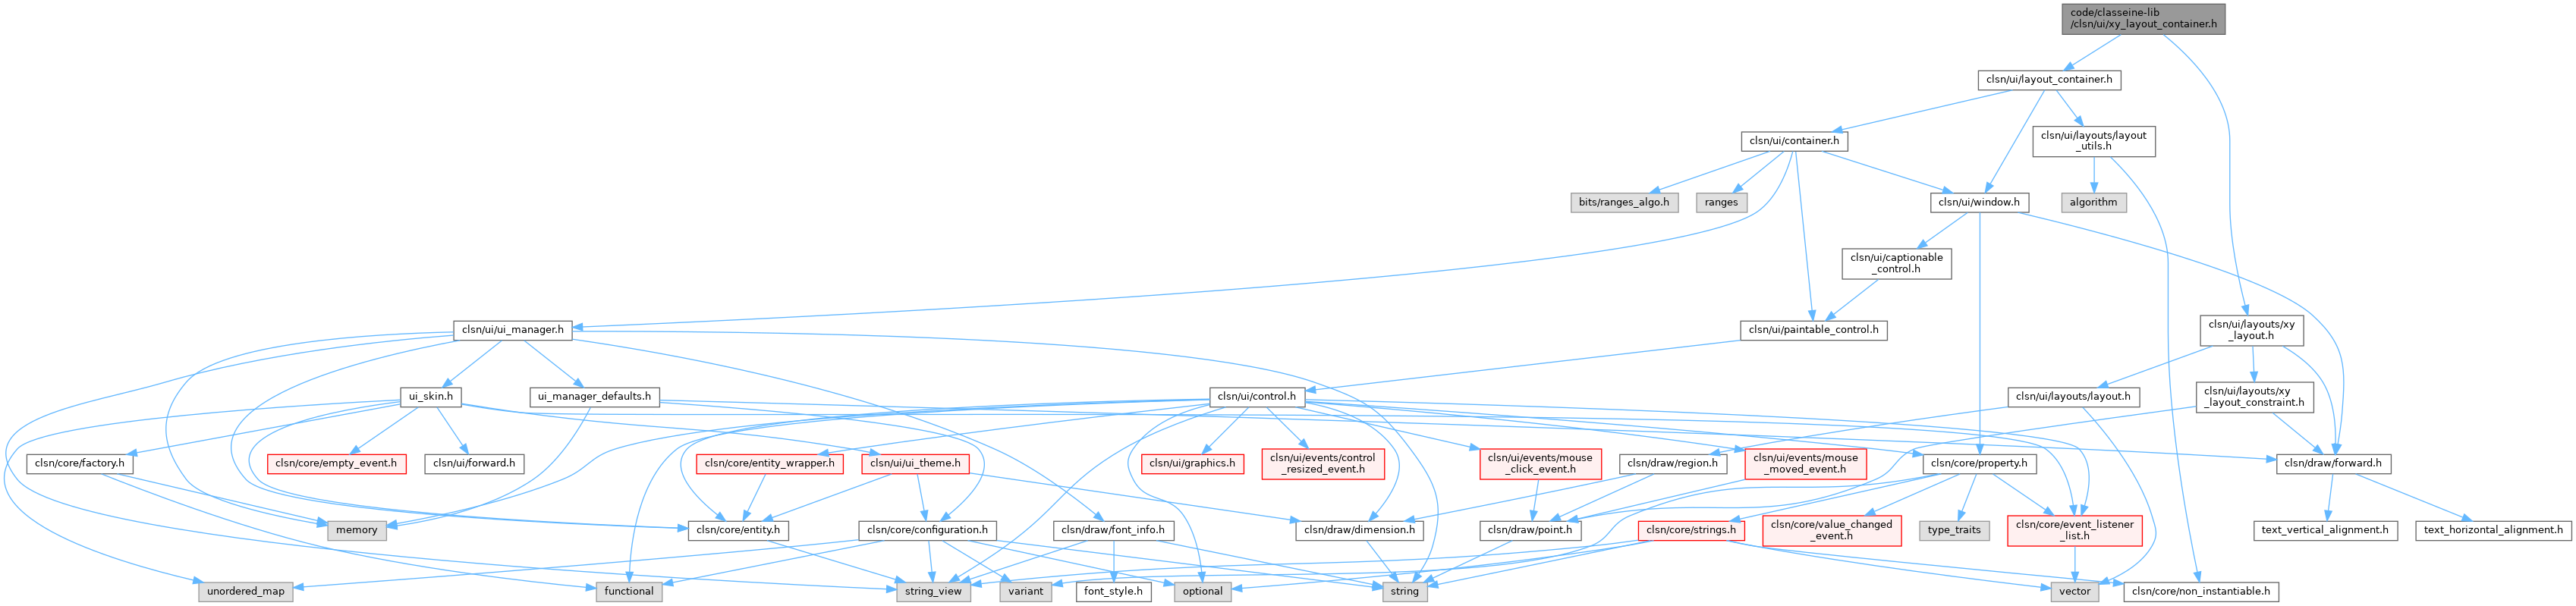 code/classeine-lib
/clsn/ui/xy_layout_container.h
clsn/ui/layout_container.h
clsn/ui/container.h
clsn/ui/layouts/layout
_utils.h
bits/ranges_algo.h
ranges
clsn/ui/window.h
algorithm
clsn/ui/captionable
_control.h
clsn/ui/ui_manager.h
clsn/ui/paintable_control.h
clsn/ui/layouts/xy
_layout.h
ui_skin.h
ui_manager_defaults.h
clsn/ui/control.h
clsn/ui/layouts/layout.h
clsn/ui/layouts/xy
_layout_constraint.h
clsn/core/factory.h
clsn/core/empty_event.h
clsn/ui/forward.h
clsn/core/entity_wrapper.h
clsn/ui/ui_theme.h
clsn/ui/graphics.h
clsn/ui/events/control
_resized_event.h
clsn/ui/events/mouse
_click_event.h
clsn/draw/region.h
clsn/ui/events/mouse
_moved_event.h
clsn/core/property.h
clsn/draw/forward.h
memory
clsn/core/entity.h
clsn/core/configuration.h
clsn/draw/font_info.h
clsn/draw/dimension.h
clsn/draw/point.h
clsn/core/strings.h
clsn/core/value_changed
_event.h
type_traits
clsn/core/event_listener
_list.h
text_vertical_alignment.h
text_horizontal_alignment.h
unordered_map
functional
string_view
variant
font_style.h
optional
string
vector
clsn/core/non_instantiable.h